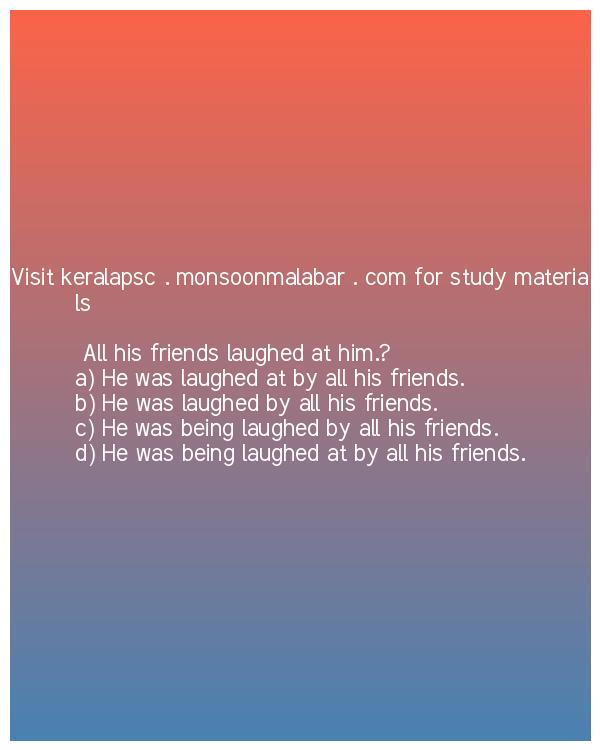 Visit keralapsc . monsoonmalabar . com for study materia
ls
All his friends laughed at him.?
a) He was laughed at by all his friends.
b) He was laughed by all his friends.
c) He was being laughed by all his friends.
d) He was being laughed at by all his friends.